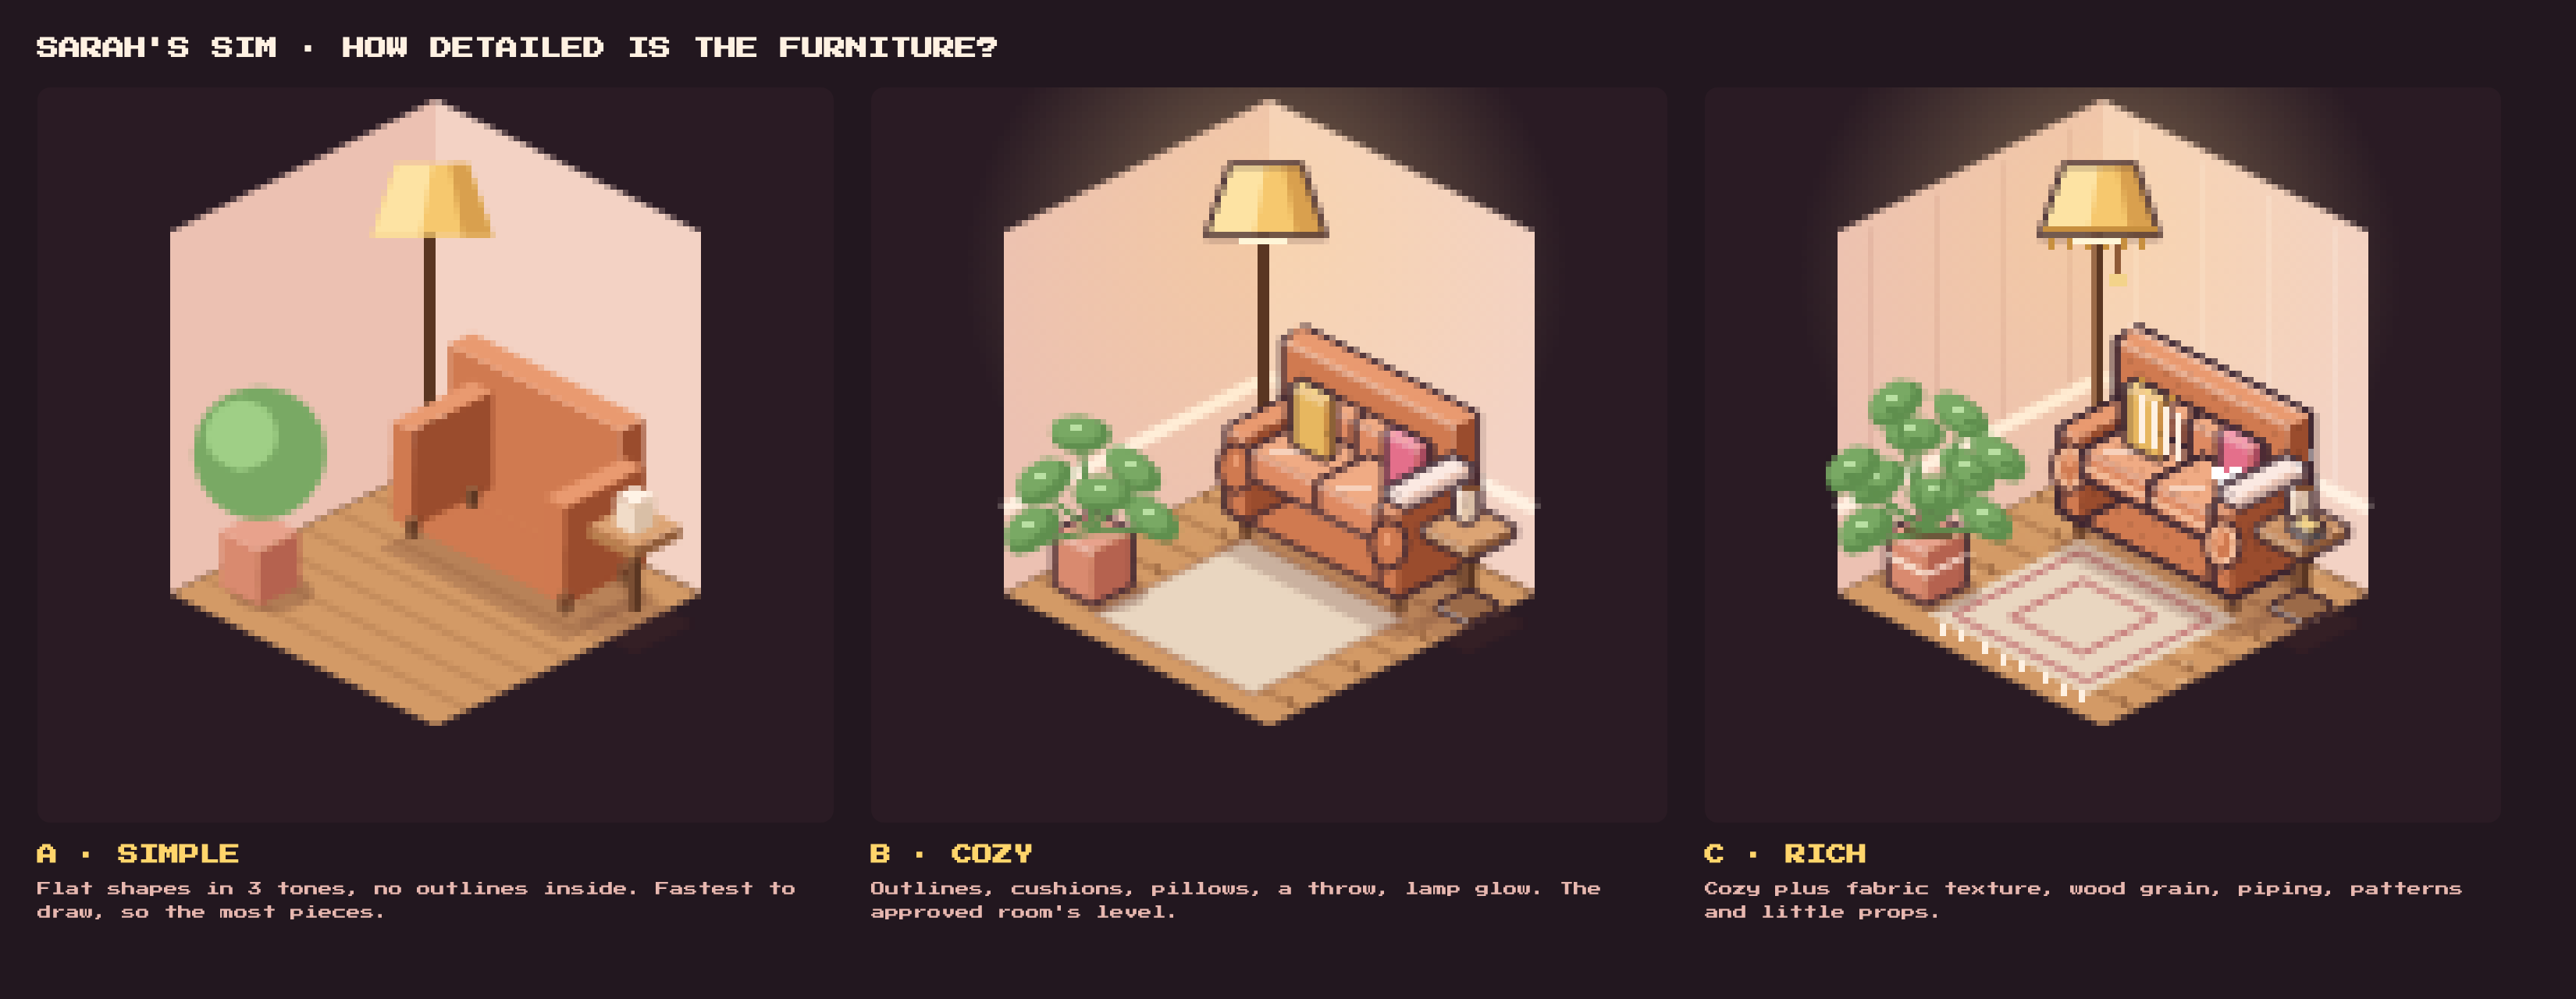 SARAH'S SIM · HOW DETAILED IS THE FURNITURE?
A · SIMPLE
Flat shapes in 3 tones, no outlines inside. Fastest to
draw, so the most pieces.
B · COZY
Outlines, cushions, pillows, a throw, lamp glow. The
approved room's level.
C · RICH
Cozy plus fabric texture, wood grain, piping, patterns
and little props.